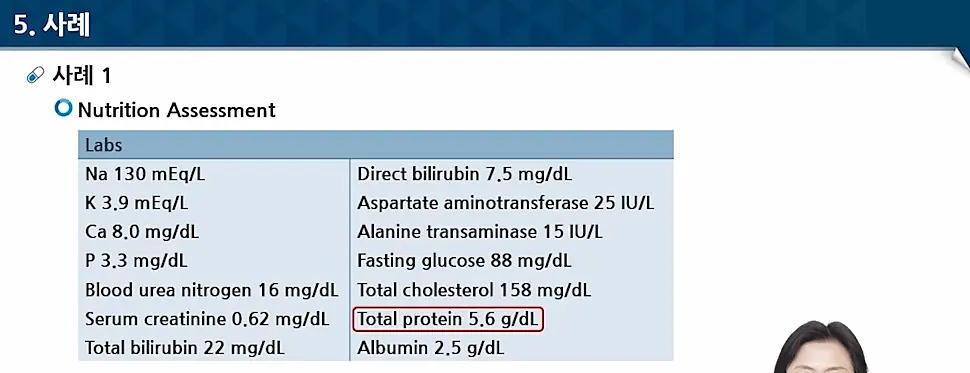 5. 사례
사례 1
Nutrition Assessment
Labs
Na 130 mEq/L
Direct bilirubin 7.5 mg/dL
K 3.9 mEq/L
Aspartate aminotransferase 25 IU/L
Ca 8.0 mg/dL
Alanine transaminase 15 IU/L
P 3.3 mg/dL
Fasting glucose 88 mg/dL
Blood urea nitrogen 16 mg/dL
Total cholesterol 158 mg/dL
Serum creatinine 0.62 mg/dL
Total protein 5.6 g/dL
Total bilirubin 22 mg/dL
Albumin 2.5 g/dL